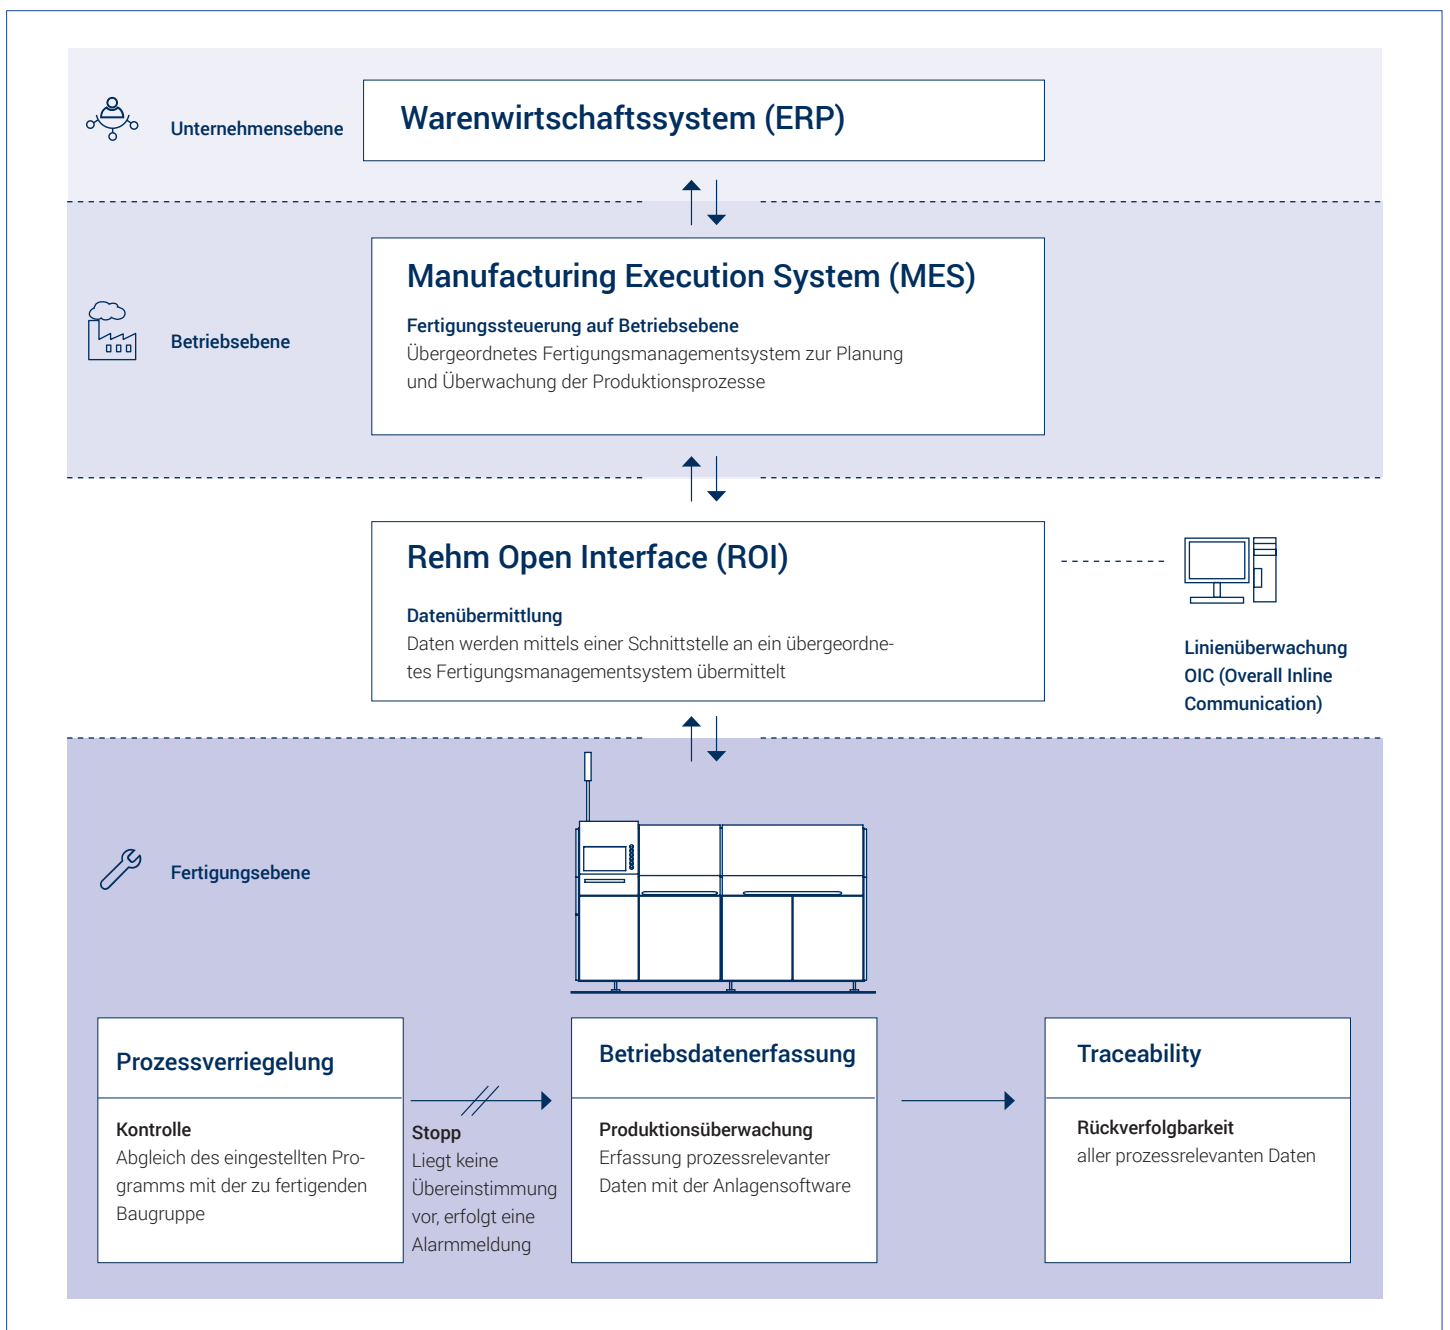 Unternehmensebene
Warenwirtschaftssystem (ERP)
Betriebsebene
Manufacturing Execution System (MES)
Fertigungssteuerung auf Betriebsebene
Übergeordnetes Fertigungsmanagementsystem zur Planung
und Überwachung der Produktionsprozesse
Rehm Open Interface (ROI)
Datenübermittlung
Daten werden mittels einer Schnittstelle an ein übergeordne-
tes Fertigungsmanagementsystem übermittelt
Linienüberwachung
OIC (Overall Inline
Communication)
Fertigungsebene
Prozessverriegelung
Kontrolle
Abgleich des eingestellten Pro-
gramms mit der zu fertigenden
Baugruppe
Stopp
Liegt keine
Übereinstimmung
vor, erfolgt eine
Alarmmeldung
Betriebsdatenerfassung
Produktionsüberwachung
Erfassung prozessrelevanter
Daten mit der Anlagensoftware
Traceability
Rückverfolgbarkeit
aller prozessrelevanten Daten